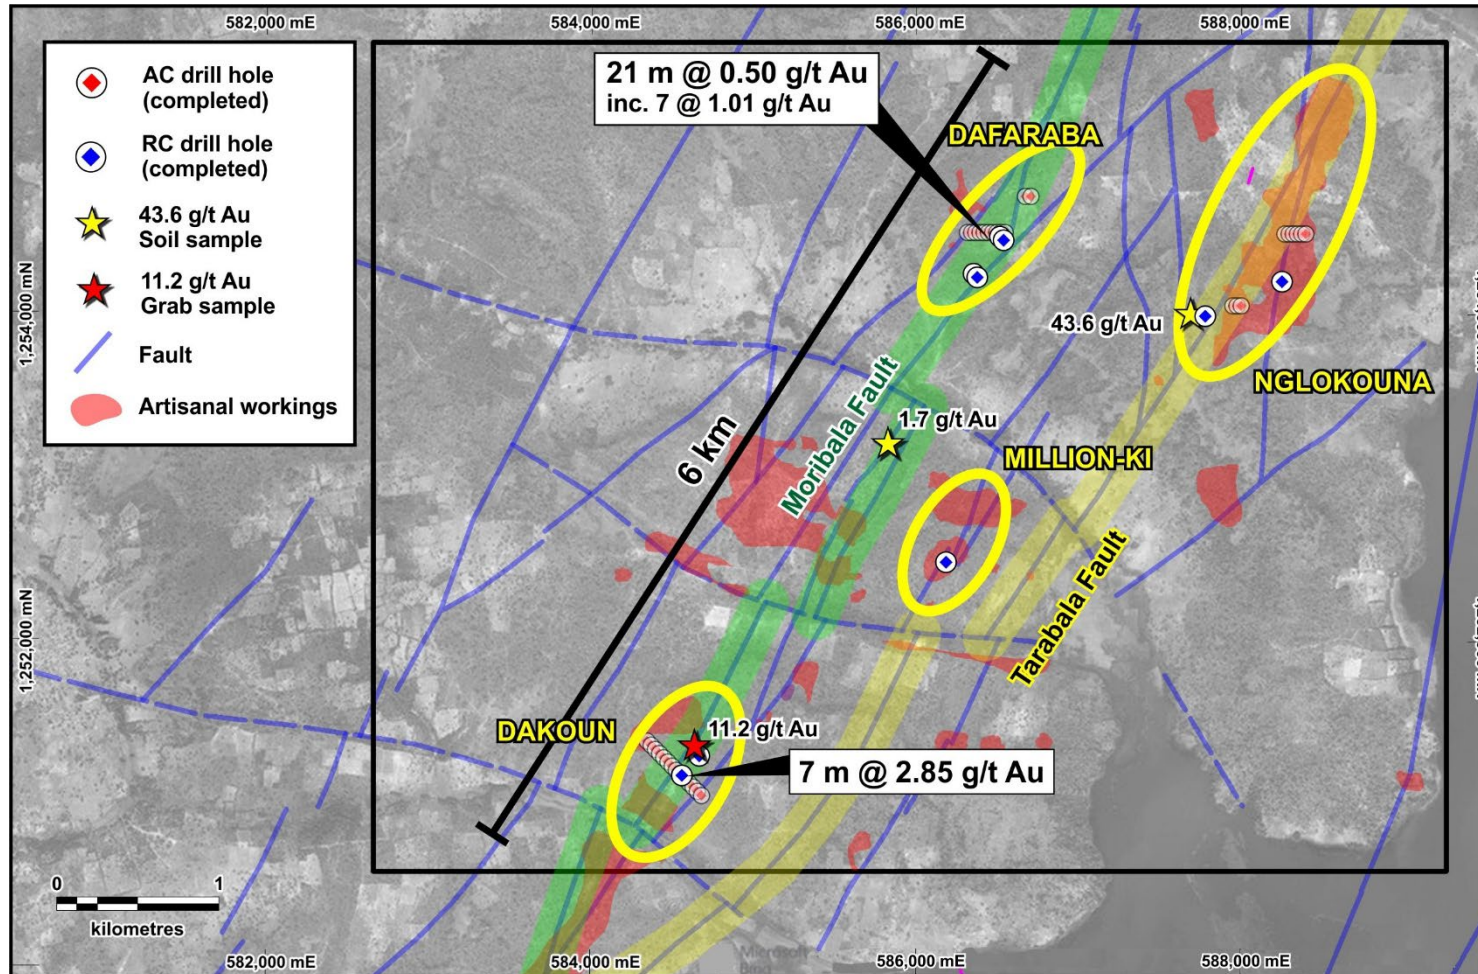 582,000 mE
584,000 mE
586,000 mE
588,000 mE
AC drill hole
(completed)
RC drill hole
(completed)
43.6 g/t Au
Soil sample
11.2 g/t Au
Grab sample
Fault
Artisanal workings
21 m @ 0.50 g/t Au
inc. 7 @ 1.01 g/t Au
DAFARABA
1,254,000 mN
43.6 g/t Au
NGLOKOUNA
Moribala Fault
1.7 g/t Au
6 km
MILLION-KI
1,252,000 mN
Tarabala Fault
DAKOUN
11.2 g/t Au
7 m @ 2.85 g/t Au
0
1
kilometres
Microsoft
582,000 mE
584,000 mE
586,000 mE
588,000 mE